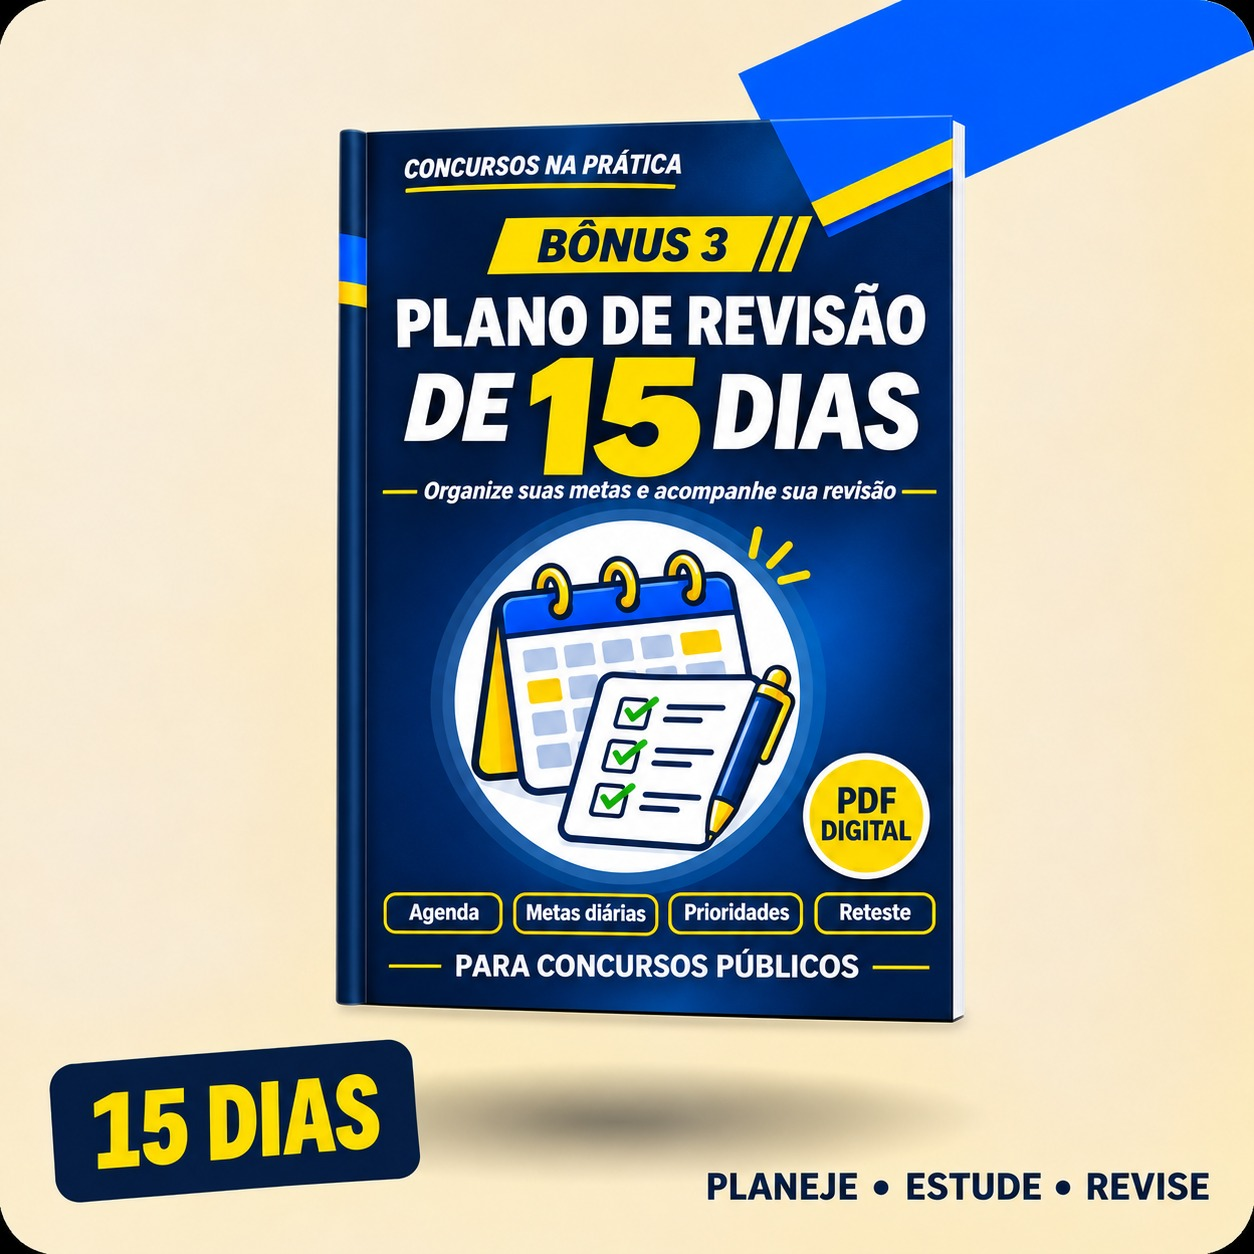 CONCURSOS NA PRÁTICA
BÔNUS 3
PLANO DE REVISÃO
DE 15 DIAS
Organize suas metas e acompanhe sua revisão
PDF
DIGITAL
Agenda
Metas diárias
Prioridades
Reteste
PARA CONCURSOS PÚBLICOS
15 DIAS
PLANEJE • ESTUDE • REVISE